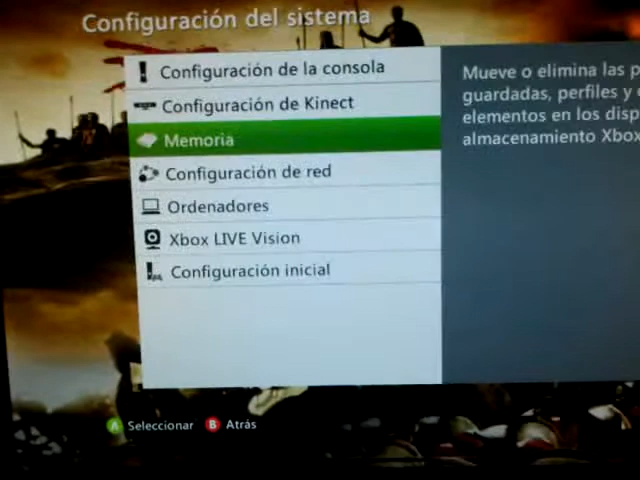 Configuración del sistema
Configuración de la consola
Configuración de Kinect
Memoria
Configuración de red
Ordenadores
Xbox LIVE Vision
Configuración inicial
Mueve o elimina las p
guardadas, perfiles y
elementos en los disp
almacenamiento Xbox
A Seleccionar B Atrás